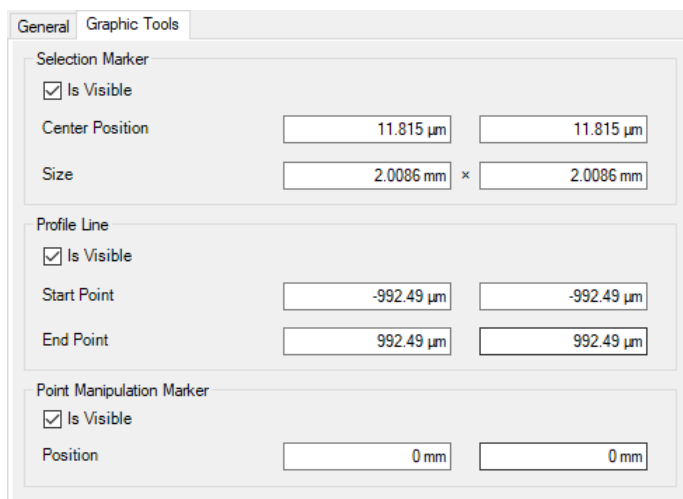 General Graphic Tools
Selection Marker
Is Visible
Center Position 11.815 µm 11.815 µm
Size 2.0086 mm × 2.0086 mm
Profile Line
Is Visible
Start Point -992.49 µm -992.49 µm
End Point 992.49 µm 992.49 µm
Point Manipulation Marker
Is Visible
Position 0 mm 0 mm